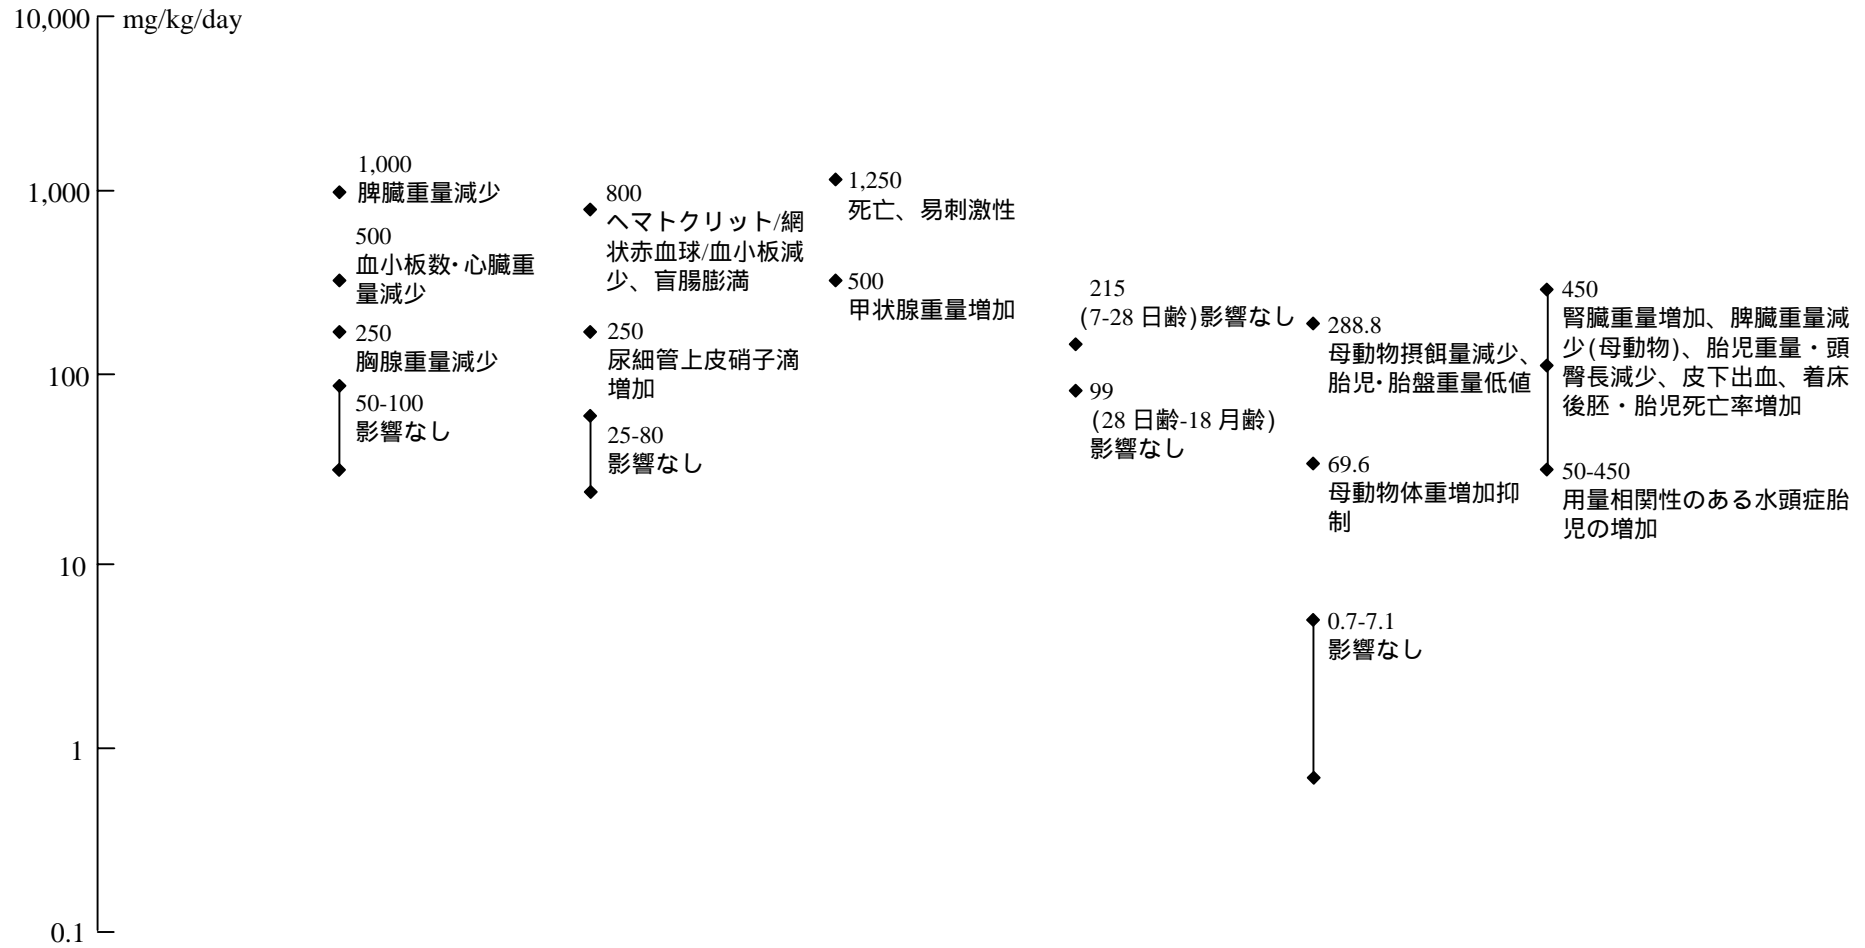 10,000 mg/kg/day
1,000
100
10
1
0.1
1,000
脾臓重量減少
500
血小板数・心臓重
量減少
250
胸腺重量減少
50-100
影響なし
800
ヘマトクリット/網
状赤血球/血小板減
少、盲腸膨満
250
尿細管上皮硝子滴
増加
25-80
影響なし
1,250
死亡、易刺激性
500
甲状腺重量増加
215
(7-28 日齢)影響なし
99
(28 日齢-18 月齢)
影響なし
288.8
母動物摂餌量減少、
胎児・胎盤重量低値
69.6
母動物体重増加抑
制
0.7-7.1
影響なし
450
腎臓重量増加、脾臓重量減
少(母動物)、胎児重量・頭
臀長減少、皮下出血、着床
後胚・胎児死亡率増加
50-450
用量相関性のある水頭症胎
児の増加